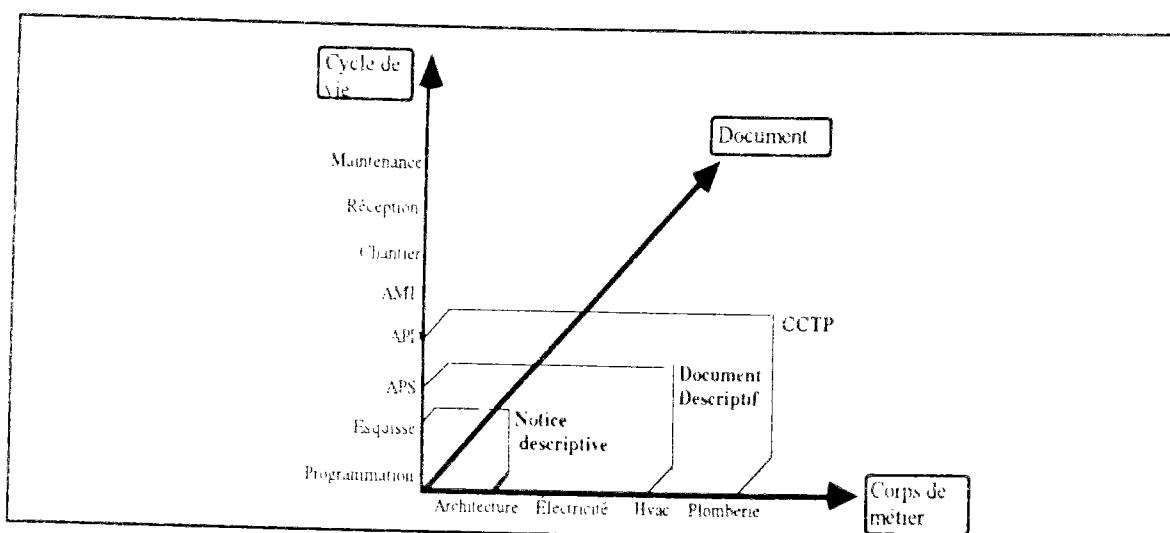 Cycle de
vie
Document
Maintenance
Réception
Chantier
AMT
API
CCTP
APS
Document
Descriptif
Esquisse
Notice
descriptive
Programmation
Architecture Électricité Hvac Plomberie
Corps de
métier